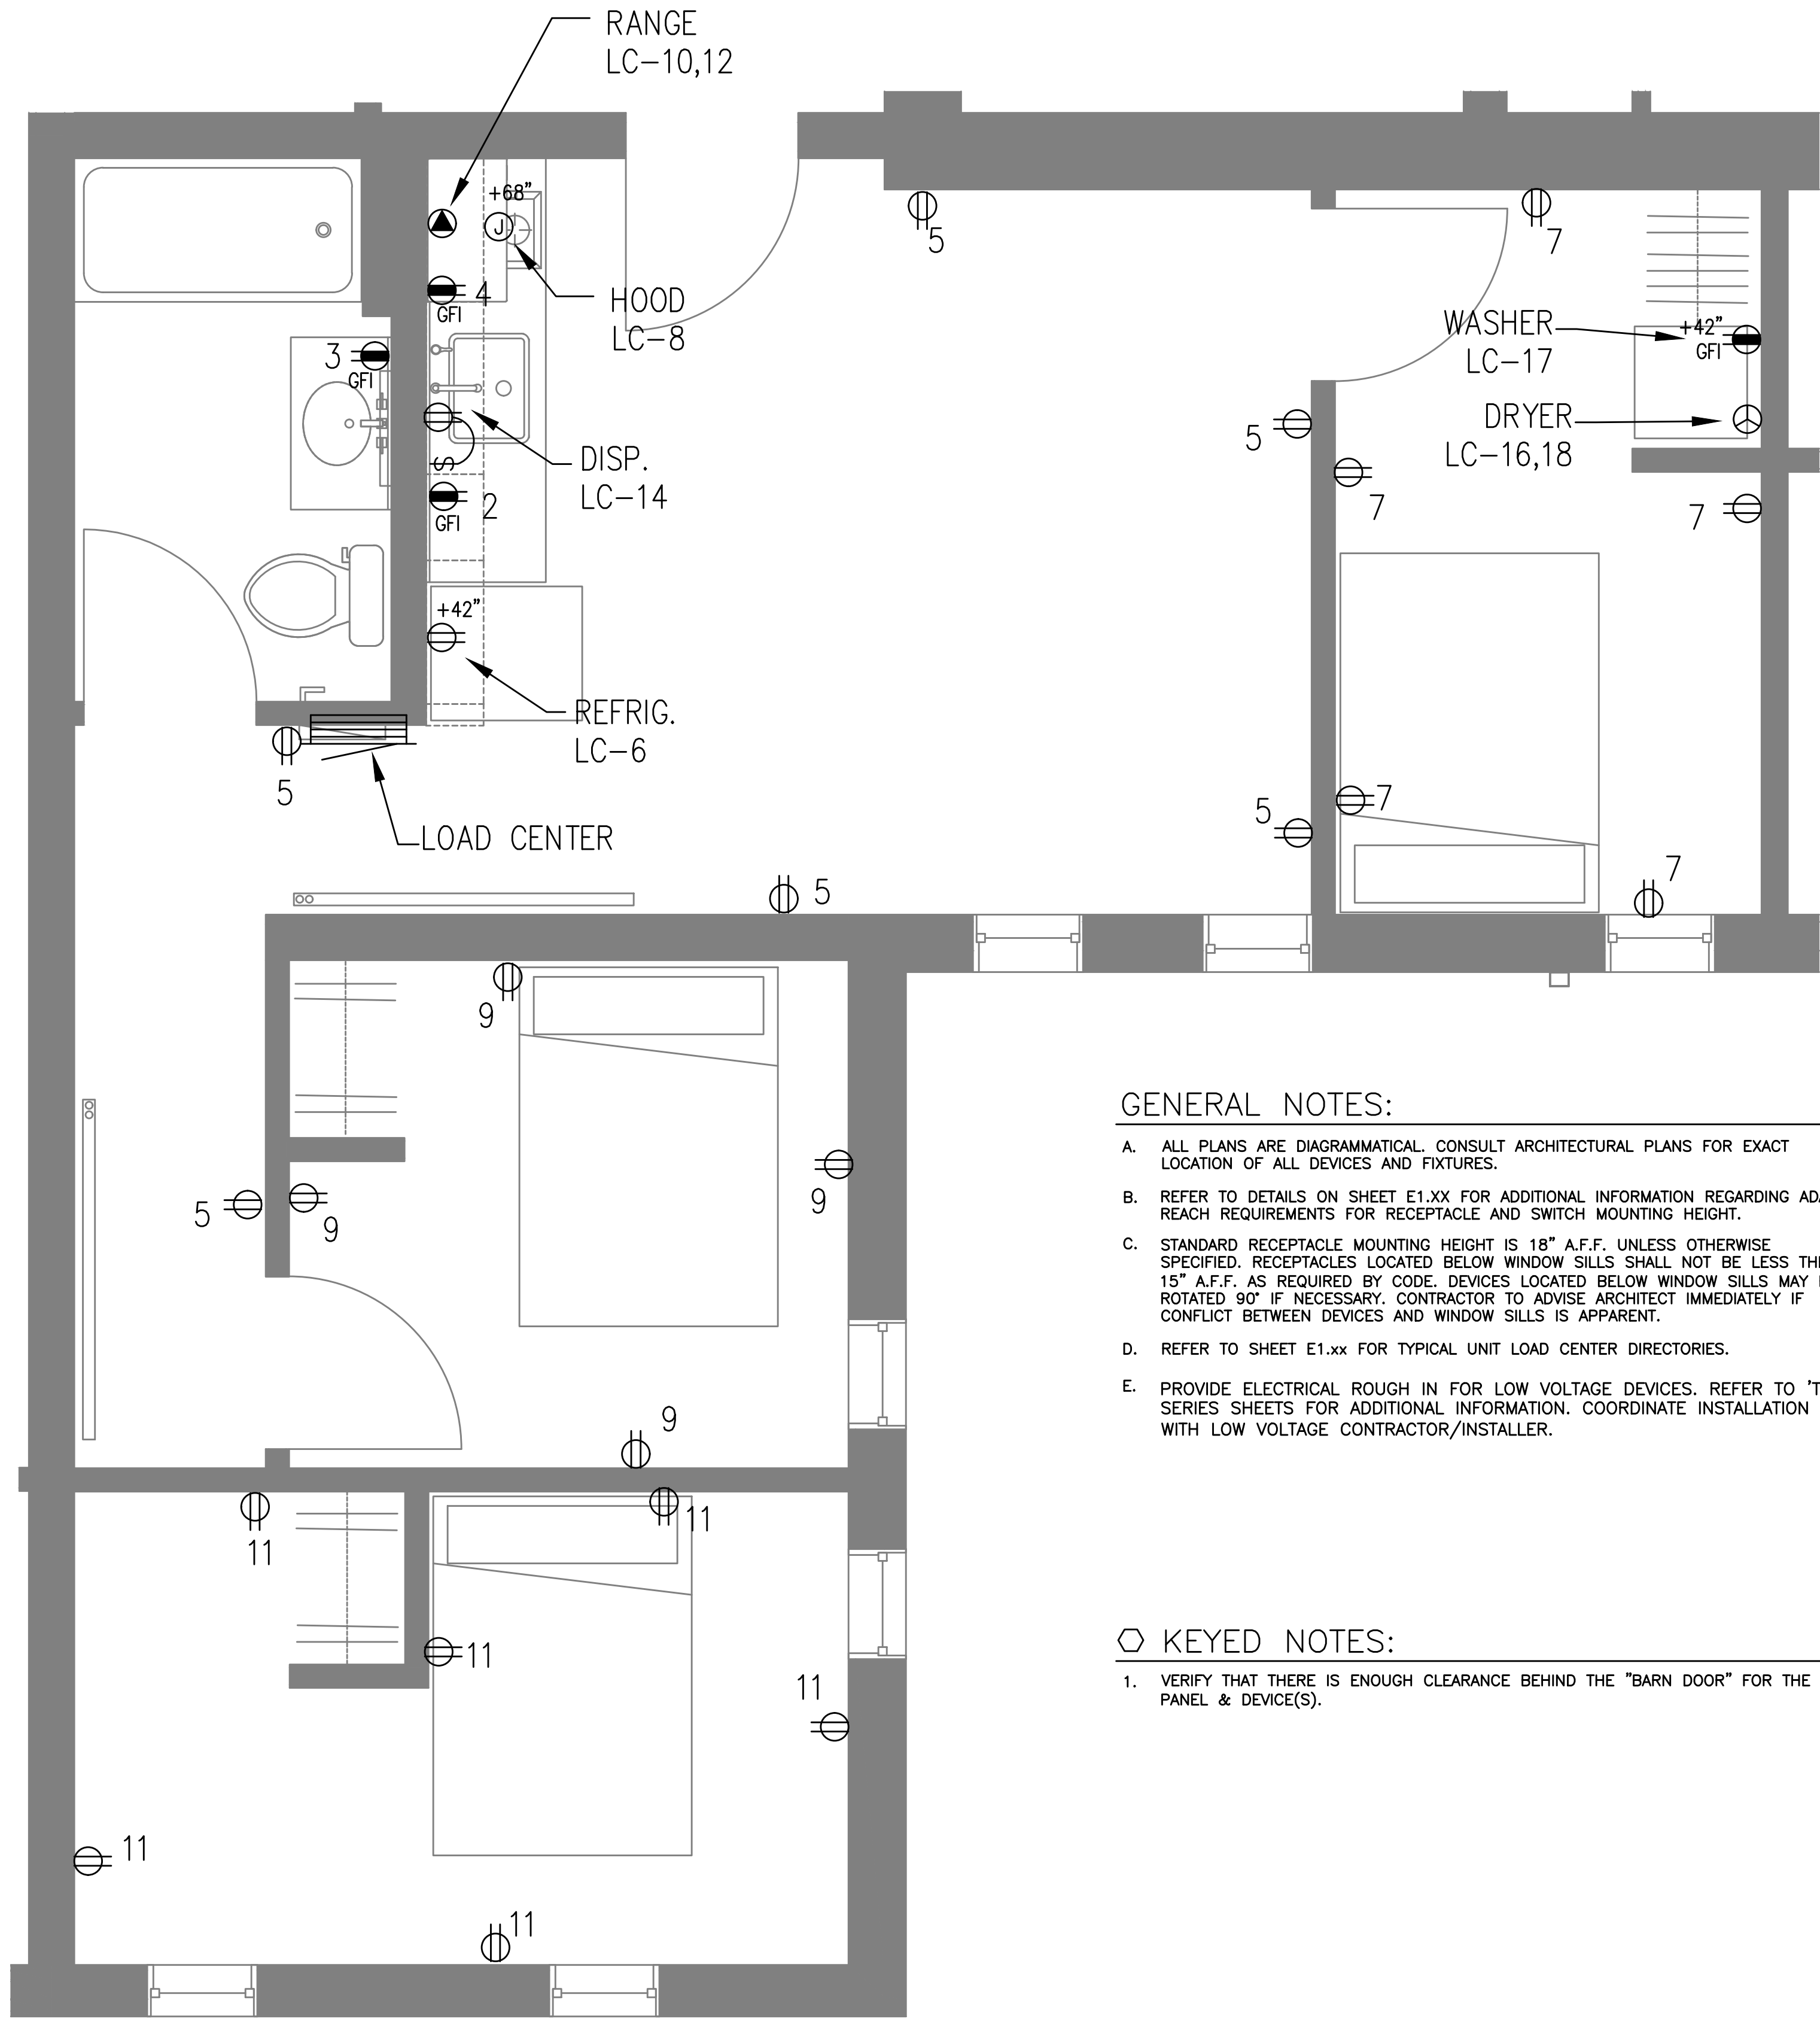 RANGE
LC-10,12
+68"
J
5
7
4
GFI
HOOD
LC-8
3
GFI
WASHER
LC-17
+42"
GFI
DRYER
LC-16,18
5
7
7
S
DISP.
LC-14
2
GFI
+42"
REFRIG.
LC-6
5
LOAD CENTER
5
7
5
7
9
9
5
9
9
11
11
11
11
11
11
GENERAL NOTES:
A. ALL PLANS ARE DIAGRAMMATICAL. CONSULT ARCHITECTURAL PLANS FOR EXACT
LOCATION OF ALL DEVICES AND FIXTURES.
B. REFER TO DETAILS ON SHEET E1.XX FOR ADDITIONAL INFORMATION REGARDING ADA
REACH REQUIREMENTS FOR RECEPTACLE AND SWITCH MOUNTING HEIGHT.
C. STANDARD RECEPTACLE MOUNTING HEIGHT IS 18" A.F.F. UNLESS OTHERWISE
SPECIFIED. RECEPTACLES LOCATED BELOW WINDOW SILLS SHALL NOT BE LESS
15" A.F.F. AS REQUIRED BY CODE. DEVICES LOCATED BELOW WINDOW SILLS MAY
ROTATED 90° IF NECESSARY. CONTRACTOR TO ADVISE ARCHITECT IMMEDIATELY IF
CONFLICT BETWEEN DEVICES AND WINDOW SILLS IS APPARENT.
D. REFER TO SHEET E1.xx FOR TYPICAL UNIT LOAD CENTER DIRECTORIES.
E. PROVIDE ELECTRICAL ROUGH IN FOR LOW VOLTAGE DEVICES. REFER TO 'T
SERIES SHEETS FOR ADDITIONAL INFORMATION. COORDINATE INSTALLATION
WITH LOW VOLTAGE CONTRACTOR/INSTALLER.
KEYED NOTES:
1. VERIFY THAT THERE IS ENOUGH CLEARANCE BEHIND THE "BARN DOOR" FOR THE
PANEL & DEVICE(S).